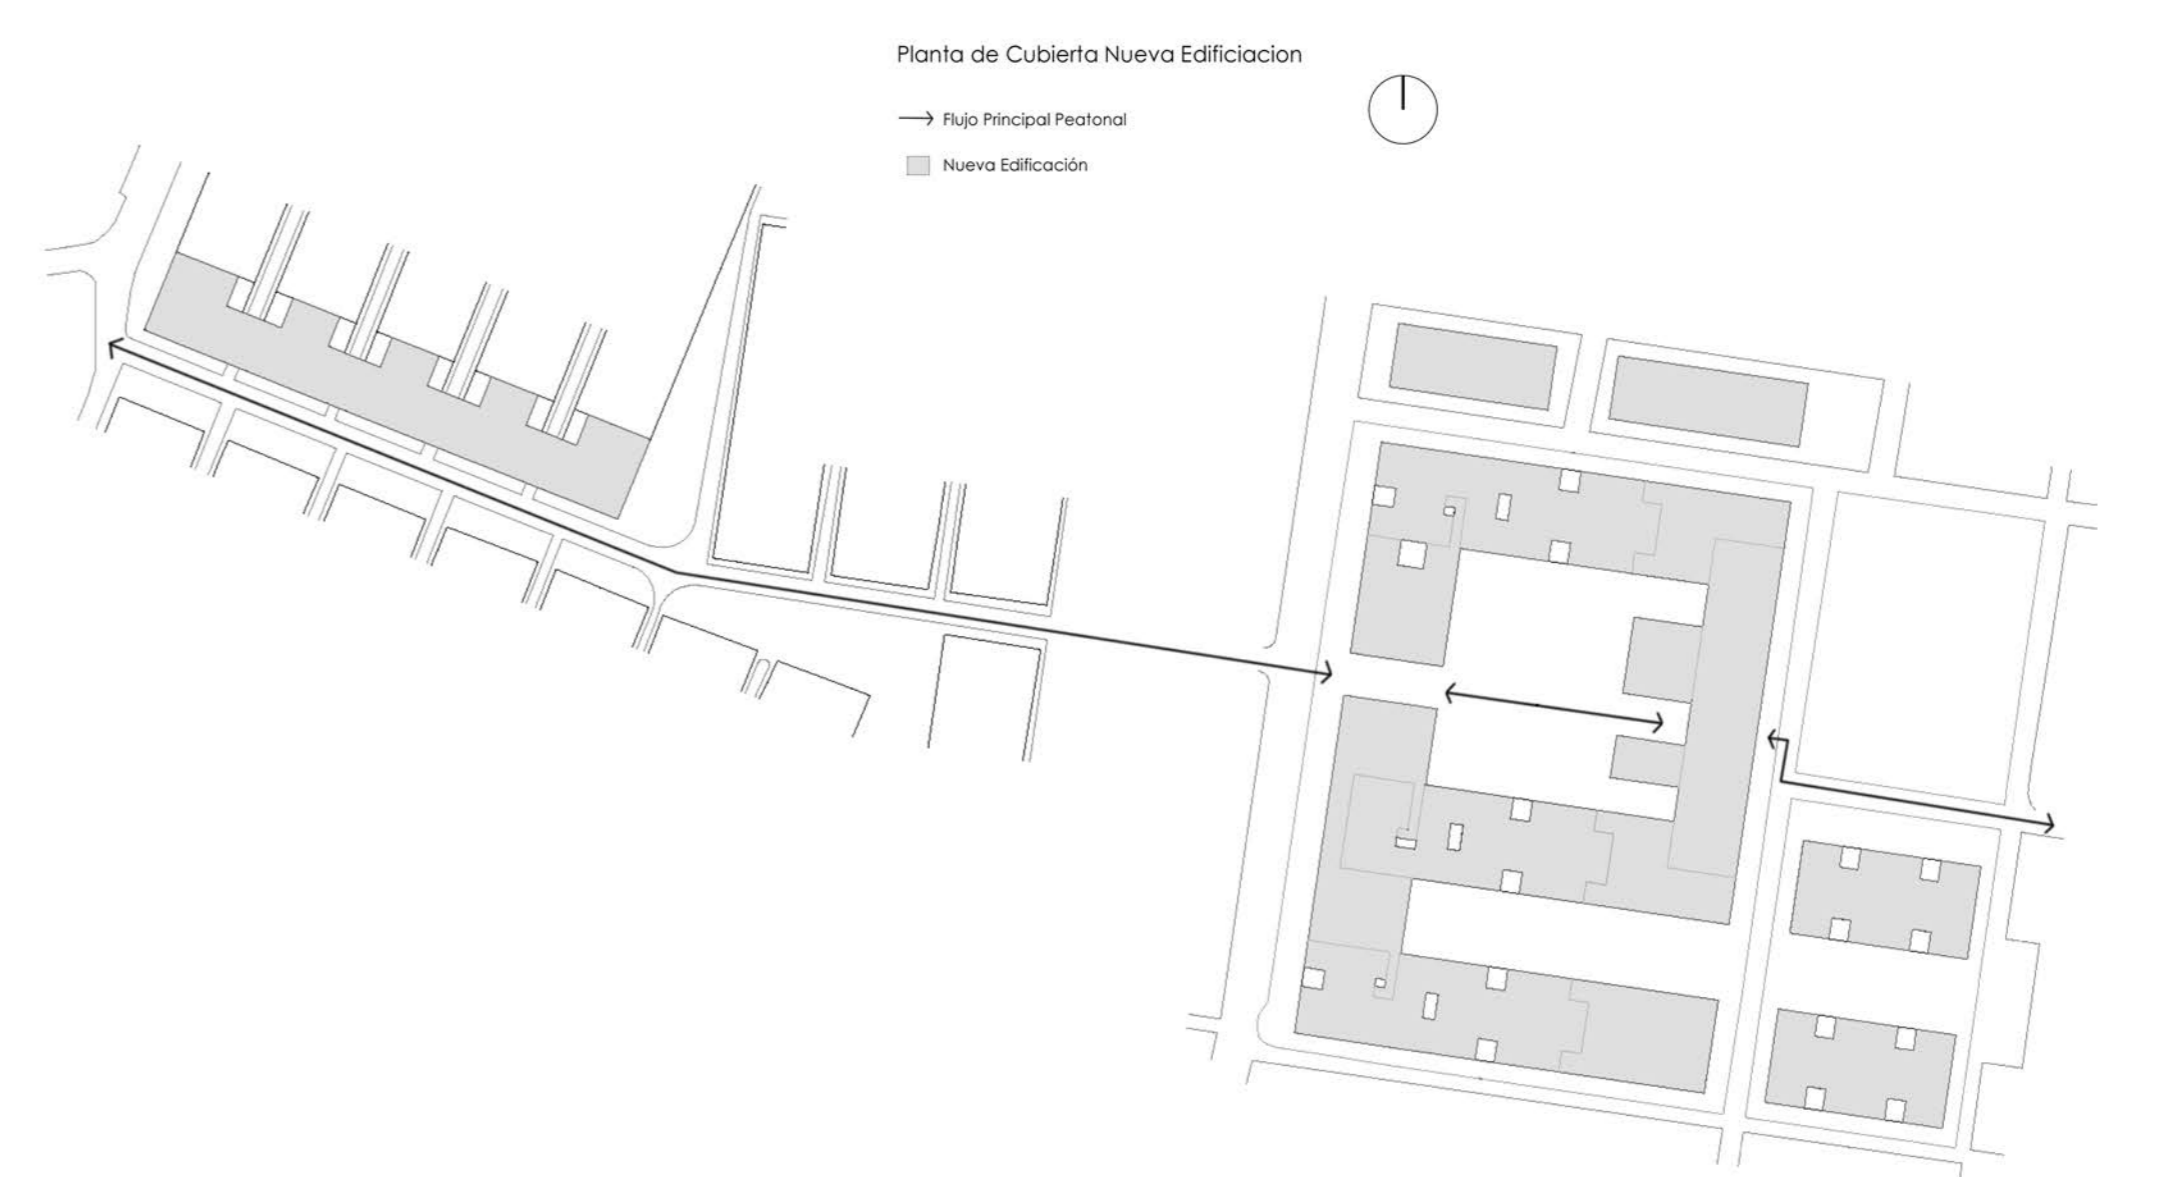 Planta de Cubierta Nueva Edificiacion
Flujo Principal Peatonal
Nueva Edificación